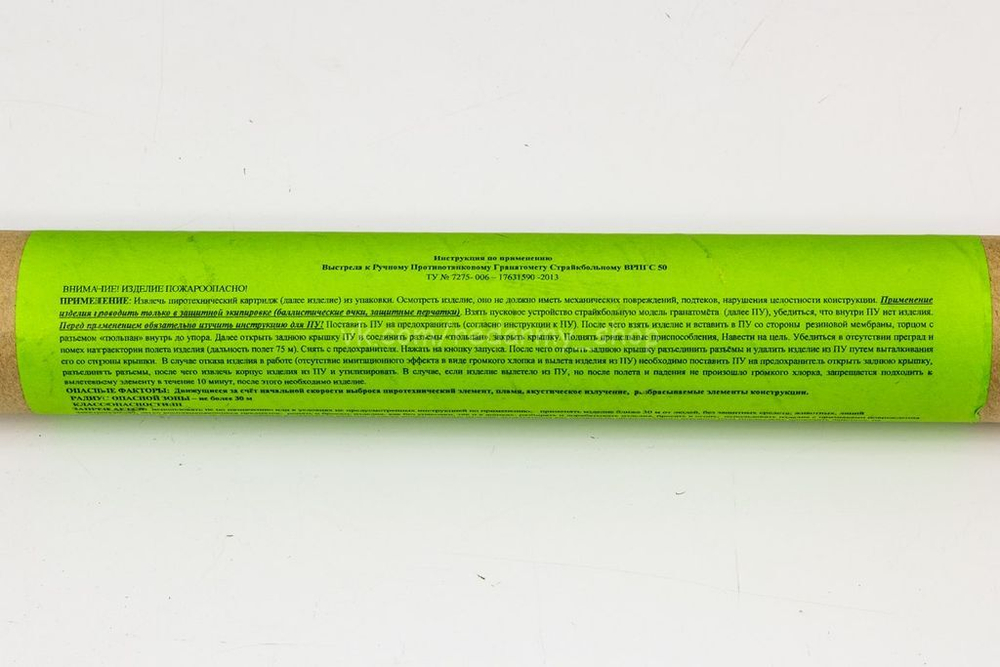 Инструкция по применению
Выстрела к Ручному Противотанковому Гранатомету Страйкбольному ВРПГС 50
ТУ № 7275- 006 – 17631590 -2013
ВНИМАНИЕ! ИЗДЕЛИЕ ПОЖАРООПАСНО!
ПРИМЕНЕНИЕ: Извлечь пиротехнический картридж (далее изделие) из упаковки. Осмотреть изделие, оно не должно иметь механических повреждений, подтеков, нарушения целостности конструкции. Применение
изделия проводить только в защитной экипировке (баллистические очки, защитные перчатки). Взять пусковое устройство страйкбольную модель гранатомёта (далее ПУ), убедиться, что внутри ПУ нет изделия.
Перед применением обязательно изучить инструкцию для ПУ! Поставить ПУ на предохранитель (согласно инструкции к ПУ). После чего взять изделие и вставить в ПУ со стороны резиновой мембраны, торцом с
разъемом «тюльпан» внутрь до упора. Далее открыть заднюю крышку ПУ и соединить разъем «тюльпан», закрыть крышку. Поднять прицельные приспособления. Навести на цель. Убедиться в отсутствии преград и
помех на траектории полета изделия (дальность полет 75 м). Снять с предохранителя. Нажать на кнопку запуска. После чего открыть заднюю крышку разъединить разъёмы и удалить изделие из ПУ путем выталкивания
его со стороны крышки. В случае отказа изделия в работе (отсутствие имитационного эффекта в виде громкого хлопка и вылета изделия из ПУ) необходимо поставить ПУ на предохранитель открыть заднюю крышку,
разъединить разъемы, после чего извлечь корпус изделия из ПУ и утилизировать. В случае, если изделие вылетело из ПУ, но после полета и падения не произошло громкого хлопка, запрещается подходить к
вылетевшему элементу в течение 10 минут, после этого необходимо изделие.
ОПАСНЫЕ ФАКТОРЫ: Движущиеся за счёт начальной скорости выброса пиротехнический элемент, пламя, акустическое излучение, разбрасываемые элементы конструкции.
РАДИУС ОПАСНОЙ ЗОНЫ – не более 30 м
КЛАСС ОПАСНОСТИ III